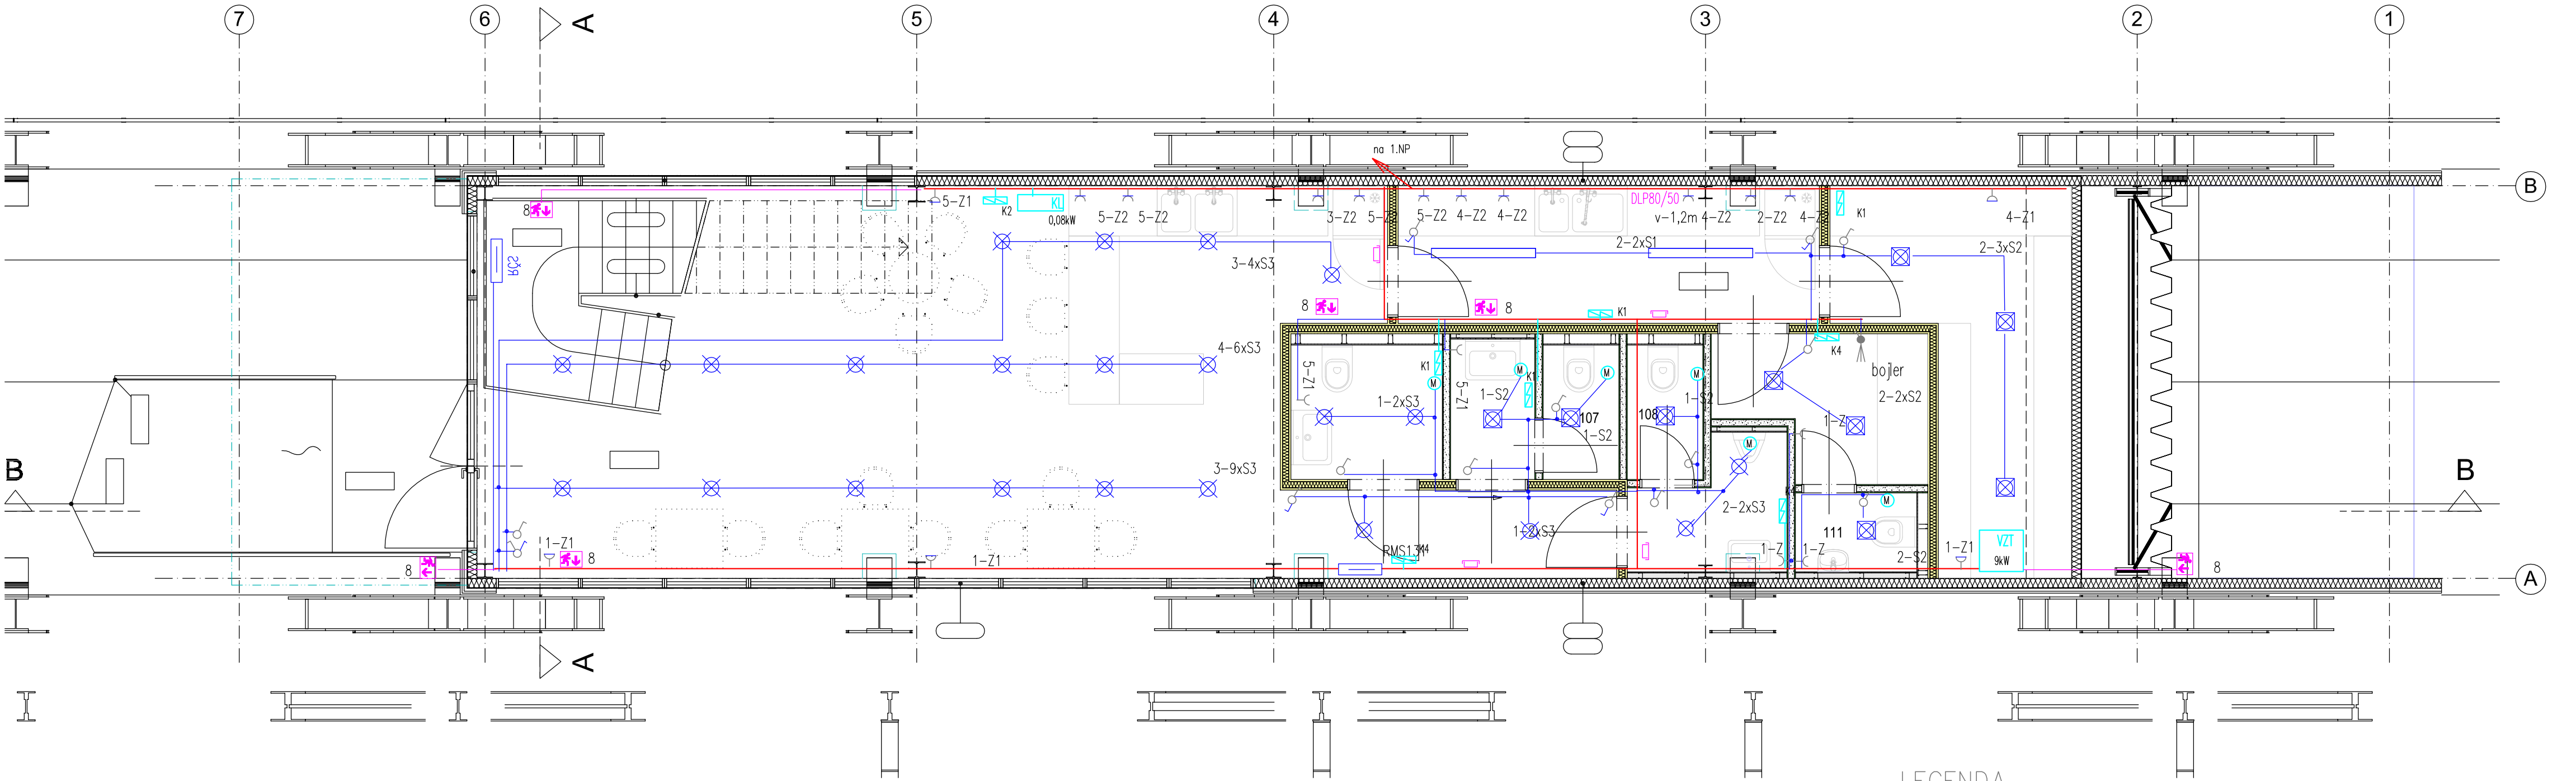 7 6 5 4 3 2 1
A
na 1.NP
B
8
5-Z1
K2
KL
0,08kW
5-Z2 5-Z2
3-Z2
5-Z2
5-Z2
4-Z2
4-Z2
DLP80/50
v-1,2m
4-Z2
2-Z2
4-Z2
K1
4-Z1
RČS
3-4xS3
2-2xS1
2-3xS2
8
8
K1
4-6xS3
K4
bojler
5-Z1
K1
5-Z1
1-S2
K1
1-2xS3
107
1-S2
108
1-S2
2-2xS2
1-Z
M
M
M
M
M
M
B
3-9xS3
B
2-2xS3
1-2xS3
111
1-Z1
8
8
1-Z1
RMS1
1-Z
1-Z
2-S2
1-Z1
VZT
9kW
8
A
A
LEGENDA